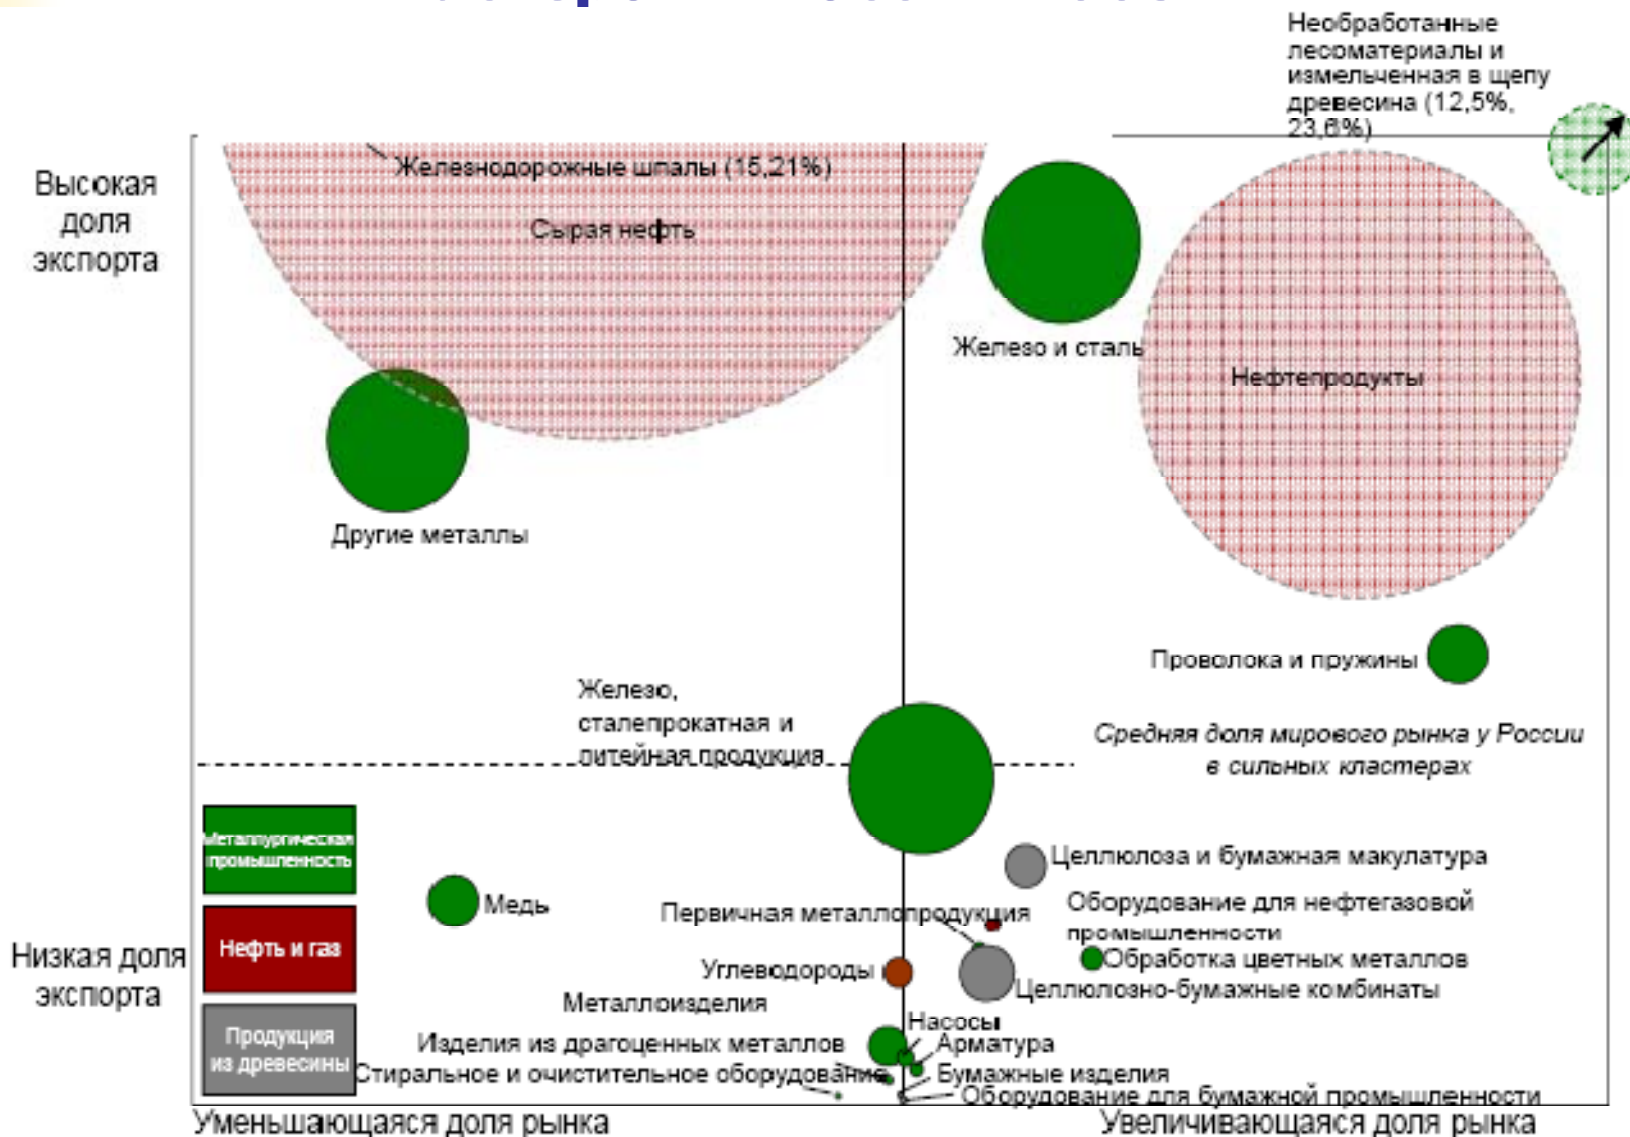 Необработанные
лесоматериалы и
измельченная в щепу
древесина (12,5%,
23,6%)
Высокая
доля
экспорта
Железнодорожные шпалы (15,21%)
Сырая нефть
Железо и сталь
Нефтепродукты
Другие металлы
Проволока и пружины
Железо,
сталепрокатная и
литейная продукция
Средняя доля мирового рынка у России
в сильных кластерах
Металлургическая
промышленность
Целлюлоза и бумажная макулатура
Медь
Первичная металлопродукция
Оборудование для нефтегазовой
промышленности
Нефть и газ
Низкая доля
экспорта
Углеводороды
Обработка цветных металлов
Целлюлозно-бумажные комбинаты
Металлоизделия
Продукция
из древесины
Насосы
Изделия из драгоценных металлов
Арматура
Стиральное и очистительное оборудование
Бумажные изделия
Оборудование для бумажной промышленности
Уменьшающаяся доля рынка
Увеличивающаяся доля рынка